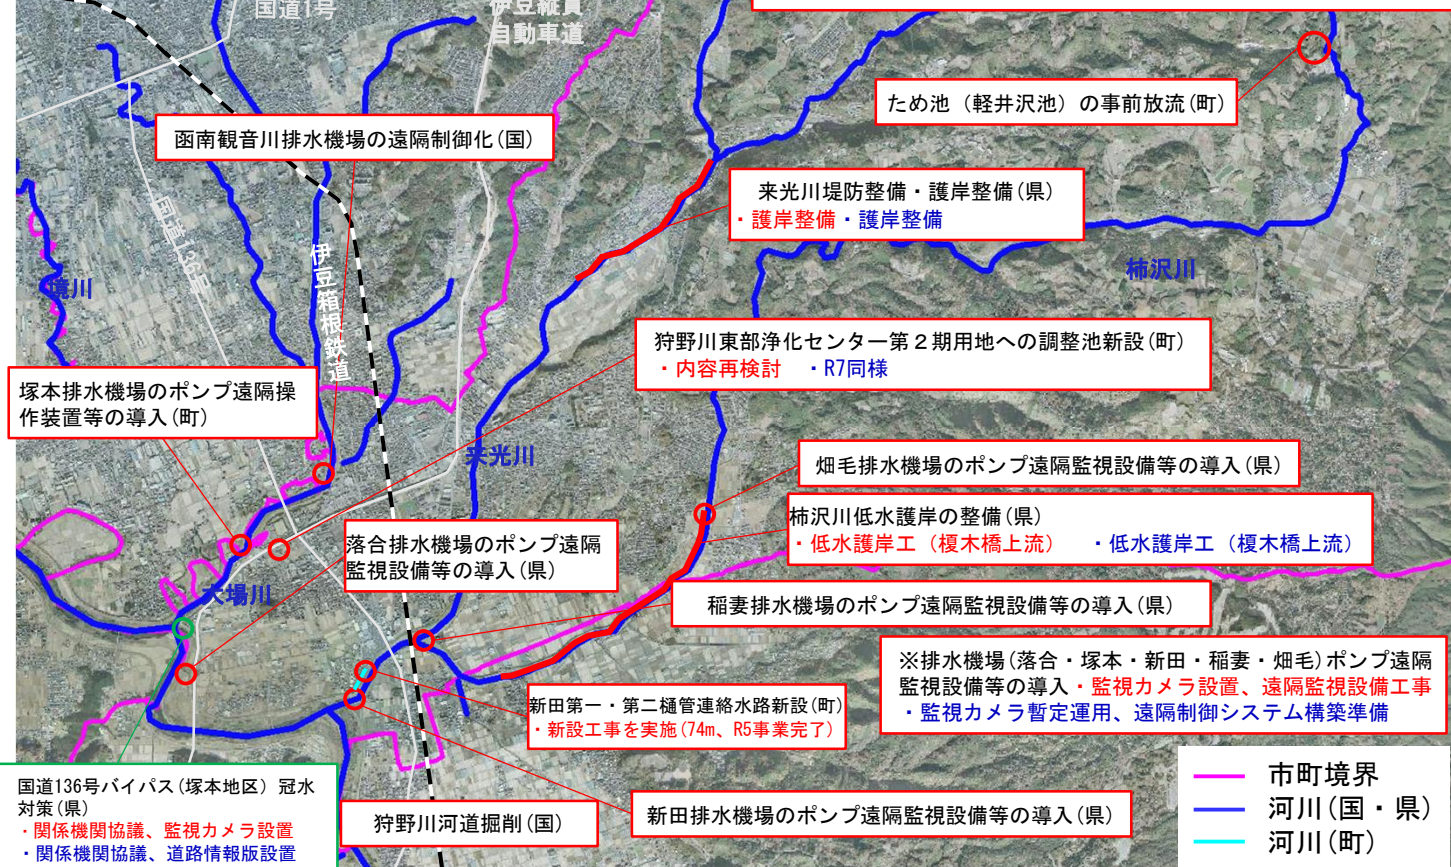 国道1号
伊豆縦貫
自動車道
ため池（軽井沢池）の事前放流(町)
函南観音川排水機場の遠隔制御化(国)
来光川堤防整備・護岸整備(県)
・護岸整備・護岸整備
国道136号
伊豆箱根鉄道
境川
柿沢川
狩野川東部浄化センター第２期用地への調整池新設(町)
・内容再検討　・R7同様
塚本排水機場のポンプ遠隔操
作装置等の導入(町)
来光川
畑毛排水機場のポンプ遠隔監視設備等の導入(県)
柿沢川低水護岸の整備(県)
・低水護岸工（榎木橋上流）　・低水護岸工（榎木橋上流）
落合排水機場のポンプ遠隔
監視設備等の導入(県)
大場川
稲妻排水機場のポンプ遠隔監視設備等の導入(県)
※排水機場(落合・塚本・新田・稲妻・畑毛)ポンプ遠隔
監視設備等の導入・監視カメラ設置、遠隔監視設備工事
・監視カメラ暫定運用、遠隔制御システム構築準備
新田第一・第二樋管連絡水路新設(町)
・新設工事を実施(74m、R5事業完了)
国道136号バイパス(塚本地区）冠水
対策(県)
・関係機関協議、監視カメラ設置
・関係機関協議、道路情報版設置
狩野川河道掘削(国)
新田排水機場のポンプ遠隔監視設備等の導入(県)
市町境界
河川(国・県)
河川(町)